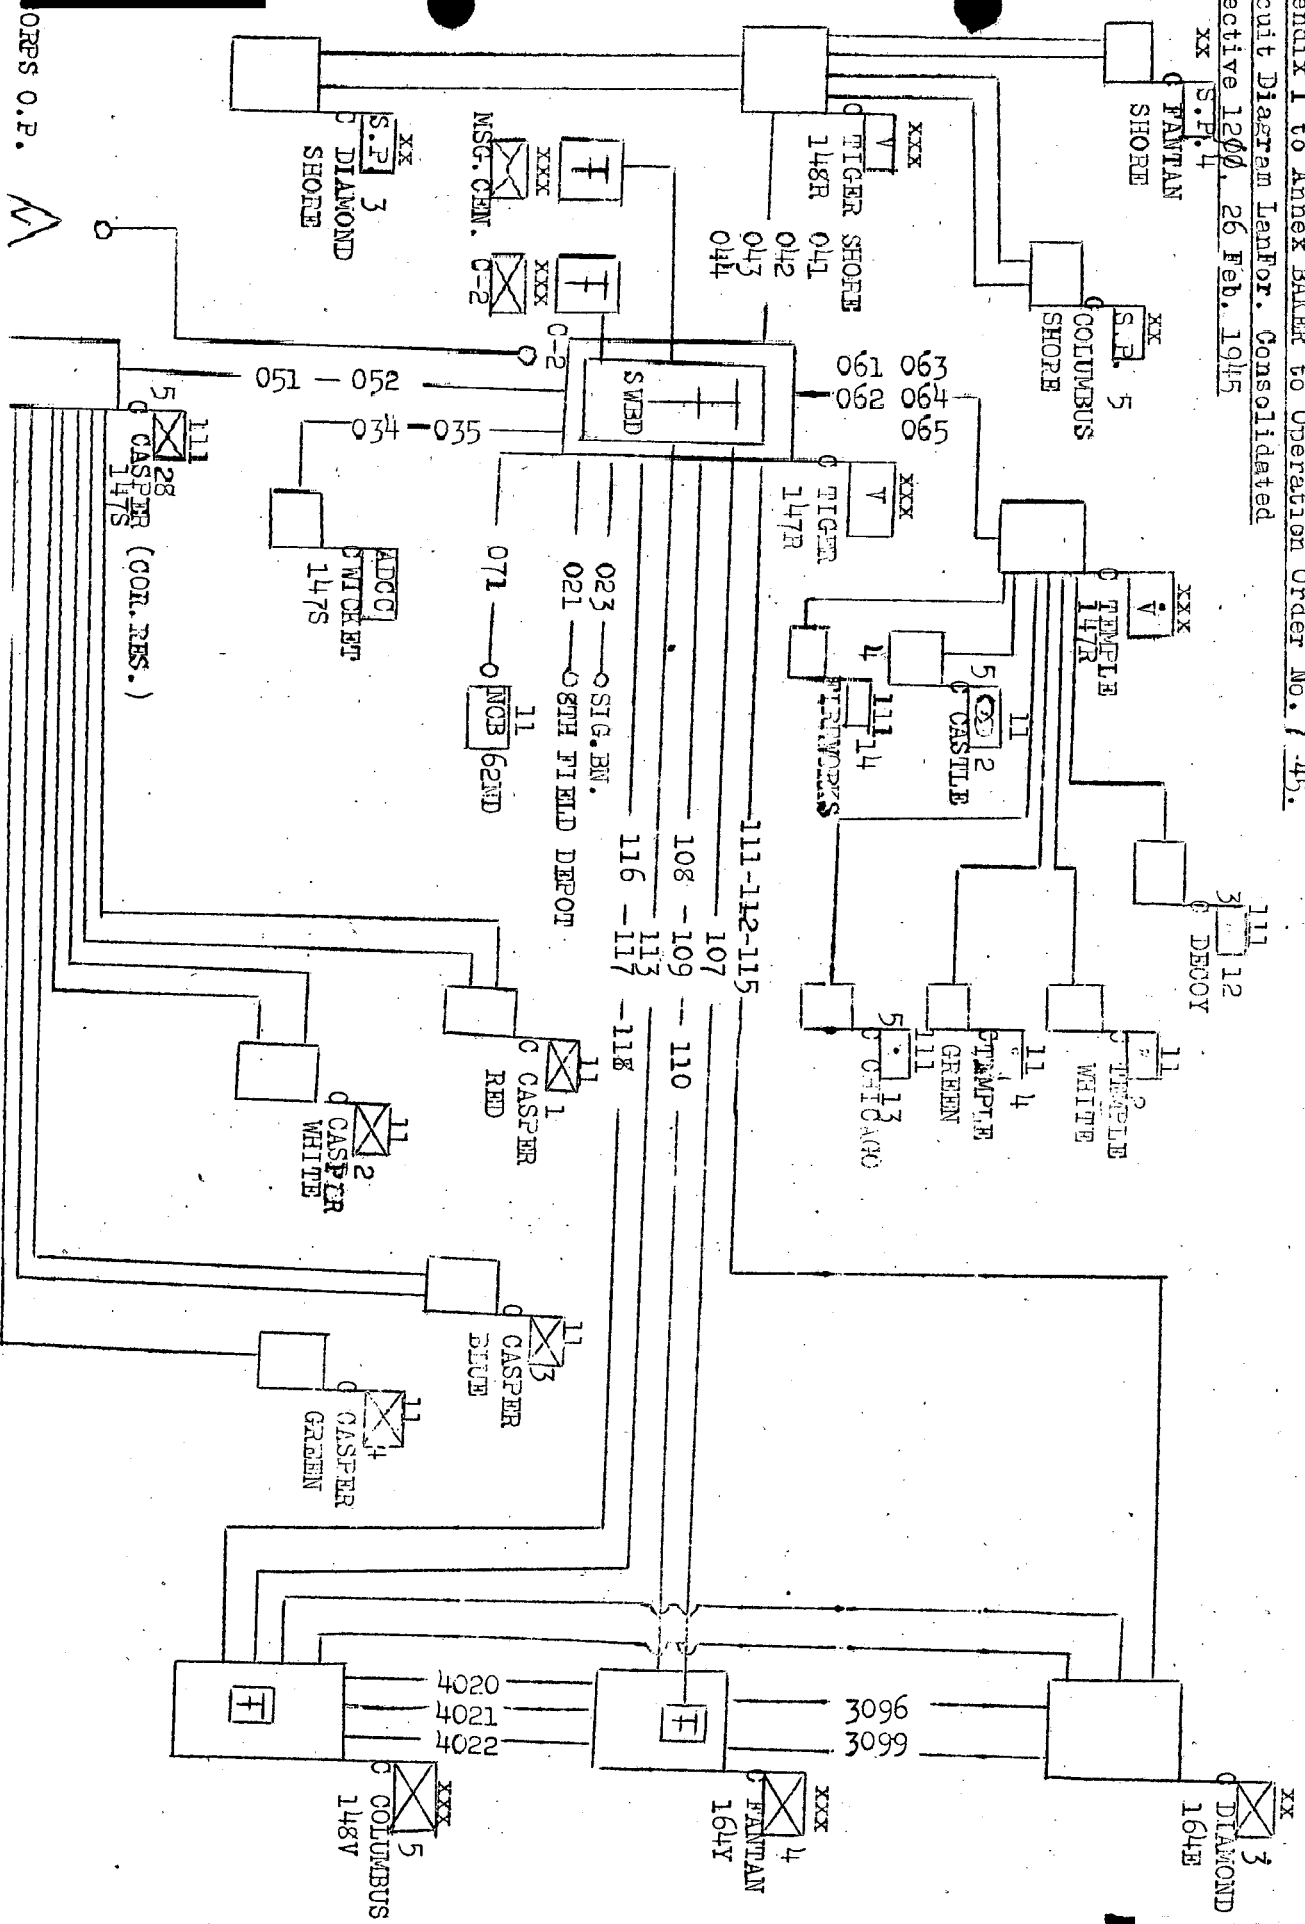 endix 1 to Annex BAKER to Operation Order No. 7-45.
cuit Diagram LanFor. Consolidated
ective 1200, 26 Feb. 1945
XX
S.P. 4
C FANTAN
SHORE
XX
S.P. 5
C COLUMBUS
SHORE
XXX
C TIGER SHORE
148R
041
042
043
044
XX
S.P. 3
C DIAMOND
SHORE
XXX
MSG.CEN.
XXX
C-2
C-2
SWBD
061 063
062 064
065
XXX
C TIGER
147R
XXX
C TEMPLE
147R
11
5 2
C CASTLE
111
4 14
FIREWORKS
111
3 12
C DECOY
11
2
C TEMPLE
WHITE
11
4
C TEMPLE
GREEN
111
5 13
C CHICAGO
CORPS O.P.
051 - 052
034 - 035
ADCC
C WICKET
147S
071
11
NCB 62ND
023 SIG.BN.
021 8TH FIELD DEPOT
111-112-115
107
108 -109 -- 110
113
116 -117 -118
111
5 28
C CASPER (COR.RES.)
147S
11
1
C CASPER
RED
11
2
C CASPER
WHITE
11
3
C CASPER
BLUE
11
4
C CASPER
GREEN
4020
4021
4022
3096
3099
XX
3
C DIAMOND
164E
XXX
4
C FANTAN
164Y
XXX
5
C COLUMBUS
148V